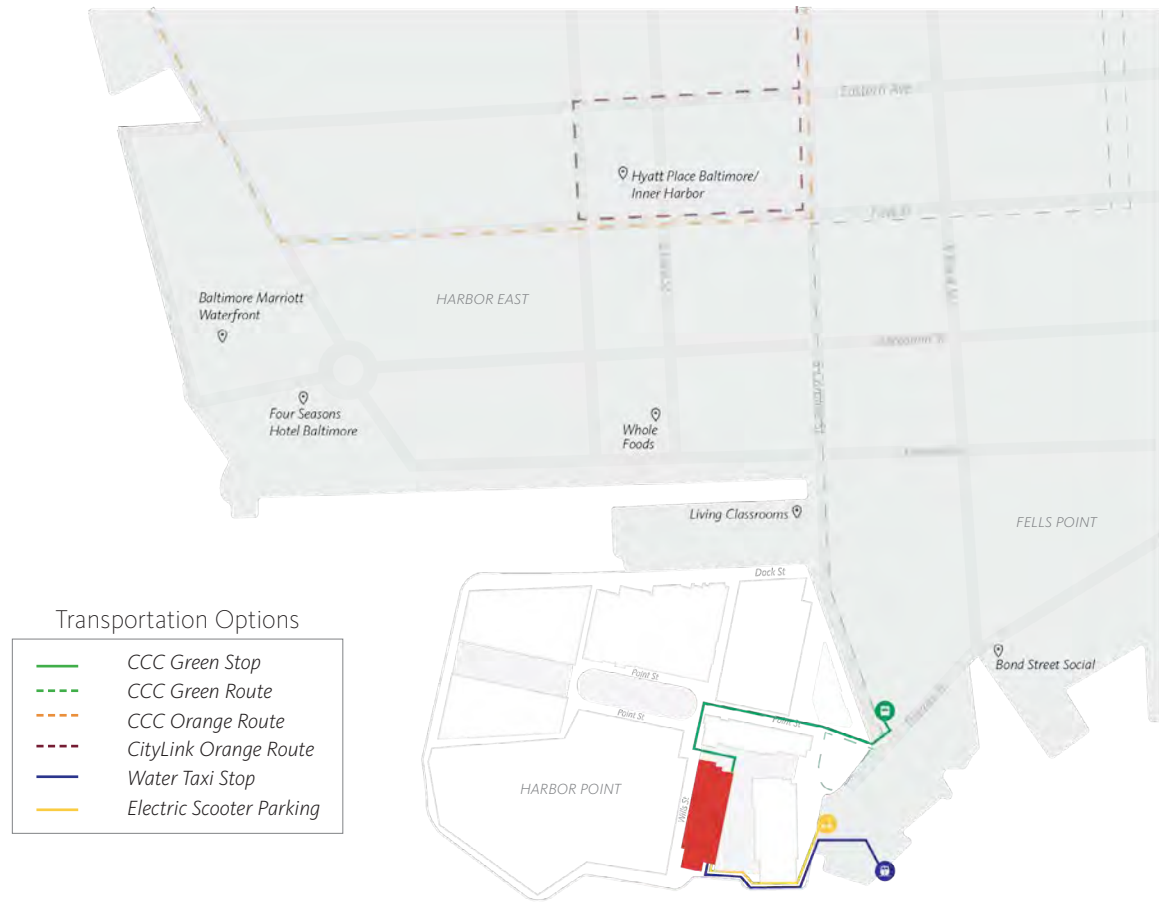 Eastern Ave
Hyatt Place Baltimore/
Inner Harbor
Baltimore Marriott
Waterfront
HARBOR EAST
Four Seasons
Hotel Baltimore
Whole
Foods
S Caroline St
Living Classrooms
FELLS POINT
Dock St
Bond Street Social
Point St
Point St
Point St
Thames St
HARBOR POINT
Wills St
Transportation Options
CCC Green Stop
CCC Green Route
CCC Orange Route
CityLink Orange Route
Water Taxi Stop
Electric Scooter Parking